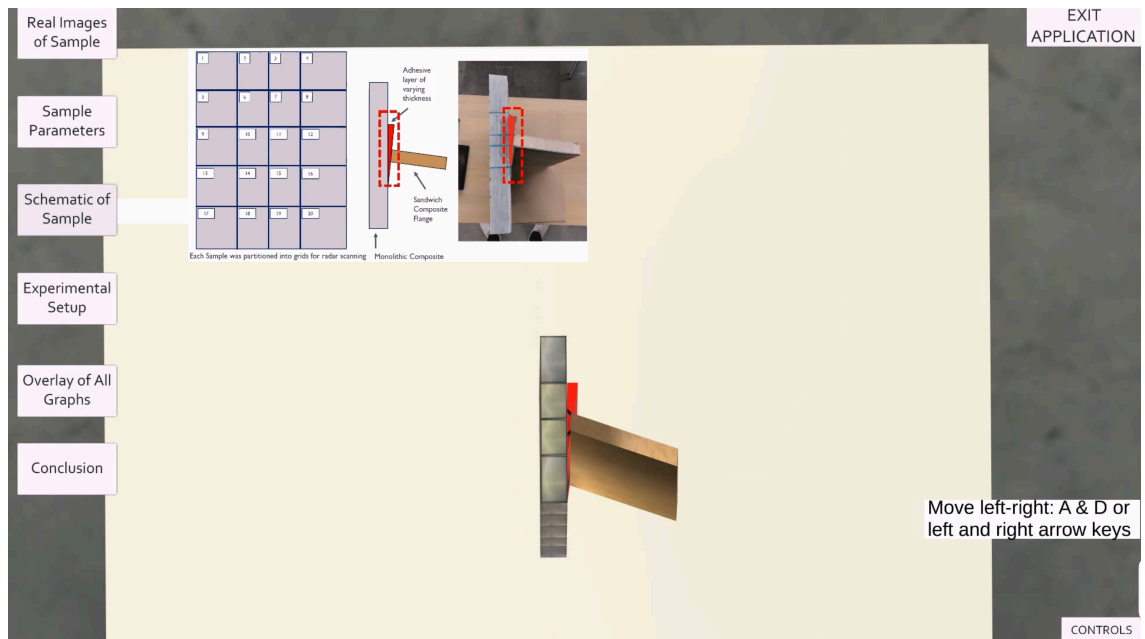 Real Images
of Sample
EXIT
APPLICATION
Sample
Parameters
Schematic of
Sample
Experimental
Setup
Overlay of All
Graphs
Conclusion
1 2 3 4
5 6 7 8
9 10 11 12
13 14 15 16
17 18 19 20
Adhesive
layer of
varying
thickness
Sandwich
Composite
Flange
Each Sample was partitioned into grids for radar scanning
Monolithic Composite
Move left-right: A & D or
left and right arrow keys
CONTROLS